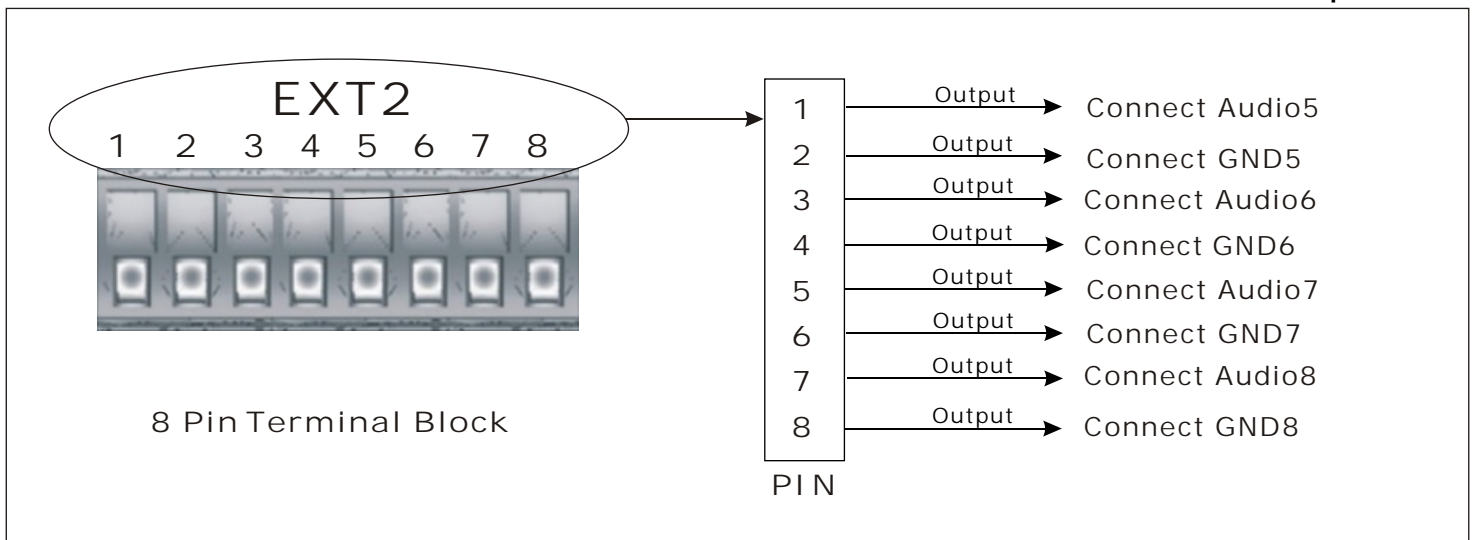 EXT2
1 2 3 4 5 6 7 8
8 Pin Terminal Block
1 Output Connect Audio5
2 Output Connect GND5
3 Output Connect Audio6
4 Output Connect GND6
5 Output Connect Audio7
6 Output Connect GND7
7 Output Connect Audio8
8 Output Connect GND8
PIN